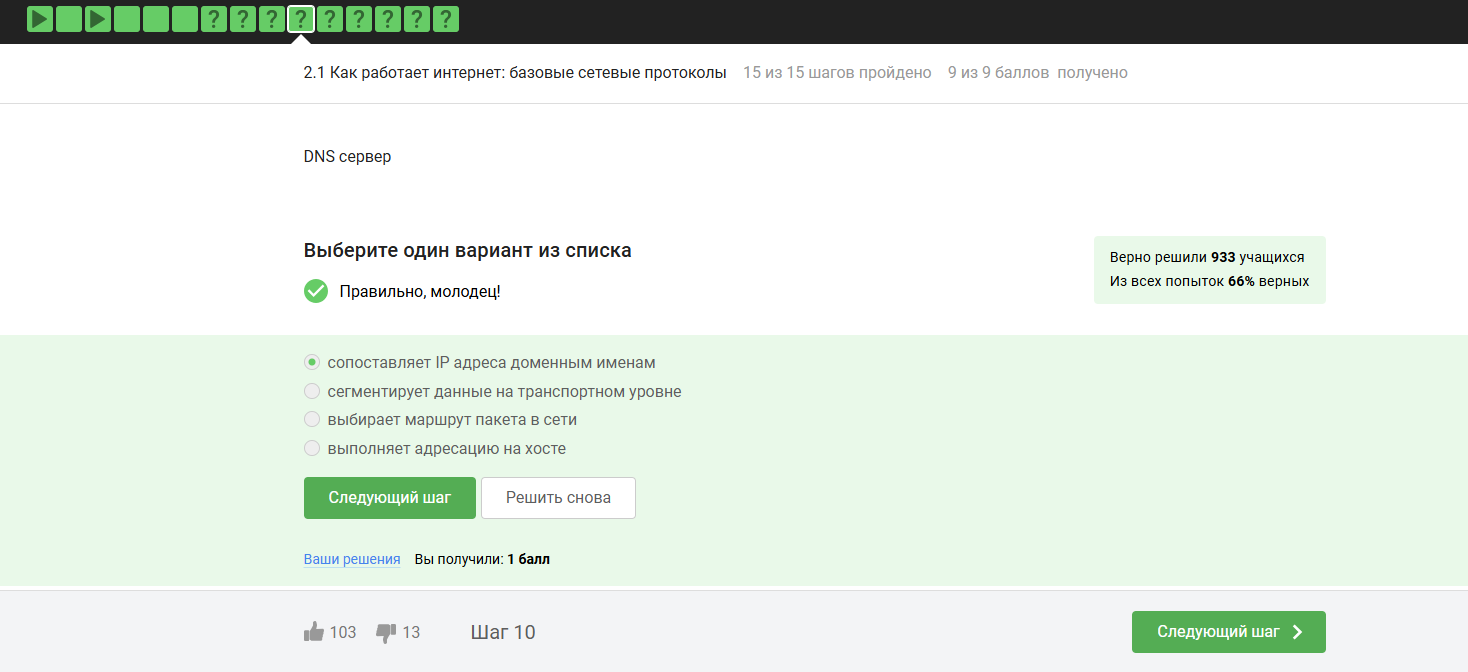 ? ? ? ? ? ? ? ? ?
2.1 Как работает интернет: базовые сетевые протоколы 15 из 15 шагов пройдено 9 из 9 баллов получено
DNS сервер
Выберите один вариант из списка
Верно решили 933 учащихся
Из всех попыток 66% верных
Правильно, молодец!
сопоставляет IP адреса доменным именам
сегментирует данные на транспортном уровне
выбирает маршрут пакета в сети
выполняет адресацию на хосте
Следующий шаг Решить снова
Ваши решения Вы получили: 1 балл
103 13 Шаг 10 Следующий шаг